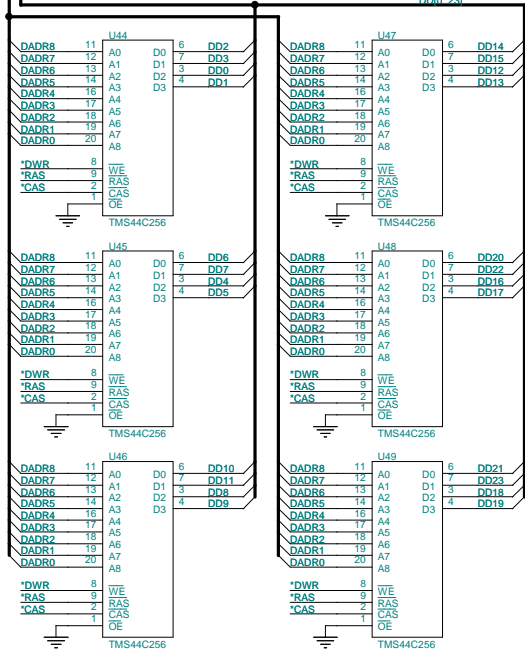 DD[0..23]
U44
DADR8 11 A0 D0 6 DD2
DADR7 12 A1 D1 7 DD3
DADR6 13 A2 D2 3 DD0
DADR5 14 A3 D3 4 DD1
DADR4 16 A4
DADR3 17 A5
DADR2 18 A6
DADR1 19 A7
DADR0 20 A8
*DWR 8 WE
*RAS 9 RAS
*CAS 2 CAS
1 OE
TMS44C256
U45
DADR8 11 A0 D0 6 DD6
DADR7 12 A1 D1 7 DD7
DADR6 13 A2 D2 3 DD4
DADR5 14 A3 D3 4 DD5
DADR4 16 A4
DADR3 17 A5
DADR2 18 A6
DADR1 19 A7
DADR0 20 A8
*DWR 8 WE
*RAS 9 RAS
*CAS 2 CAS
1 OE
TMS44C256
U46
DADR8 11 A0 D0 6 DD10
DADR7 12 A1 D1 7 DD11
DADR6 13 A2 D2 3 DD8
DADR5 14 A3 D3 4 DD9
DADR4 16 A4
DADR3 17 A5
DADR2 18 A6
DADR1 19 A7
DADR0 20 A8
*DWR 8 WE
*RAS 9 RAS
*CAS 2 CAS
1 OE
TMS44C256
U47
DADR8 11 A0 D0 6 DD14
DADR7 12 A1 D1 7 DD15
DADR6 13 A2 D2 3 DD12
DADR5 14 A3 D3 4 DD13
DADR4 16 A4
DADR3 17 A5
DADR2 18 A6
DADR1 19 A7
DADR0 20 A8
*DWR 8 WE
*RAS 9 RAS
*CAS 2 CAS
1 OE
TMS44C256
U48
DADR8 11 A0 D0 6 DD20
DADR7 12 A1 D1 7 DD22
DADR6 13 A2 D2 3 DD16
DADR5 14 A3 D3 4 DD17
DADR4 16 A4
DADR3 17 A5
DADR2 18 A6
DADR1 19 A7
DADR0 20 A8
*DWR 8 WE
*RAS 9 RAS
*CAS 2 CAS
1 OE
TMS44C256
U49
DADR8 11 A0 D0 6 DD21
DADR7 12 A1 D1 7 DD23
DADR6 13 A2 D2 3 DD18
DADR5 14 A3 D3 4 DD19
DADR4 16 A4
DADR3 17 A5
DADR2 18 A6
DADR1 19 A7
DADR0 20 A8
*DWR 8 WE
*RAS 9 RAS
*CAS 2 CAS
1 OE
TMS44C256